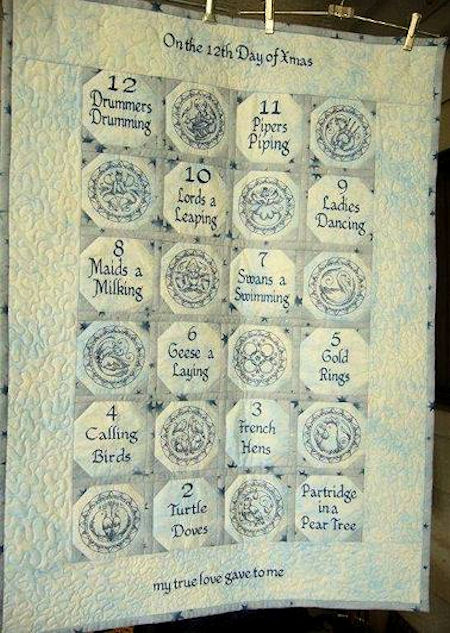 On the 12th Day of Xmas
12
Drummers
Drumming
11
Pipers
Piping
10
Lords a
Leaping
9
Ladies
Dancing
8
Maids a
Milking
7
Swans a
Swimming
6
Geese a
Laying
5
Gold
Rings
4
Calling
Birds
3
French
Hens
2
Turtle
Doves
Partridge
in a
Pear Tree
my true love gave to me